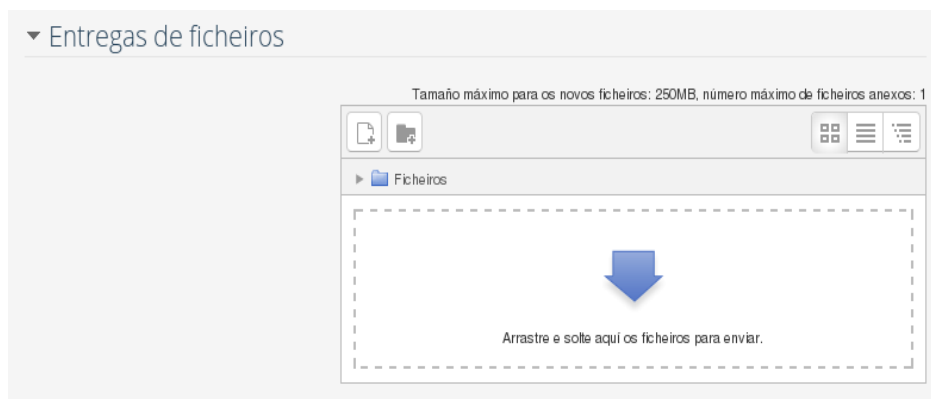 Entregas de ficheiros
Tamaño máximo para os novos ficheiros: 250MB, número máximo de ficheiros anexos: 1
Ficheiros
Arrastre e solte aquí os ficheiros para enviar.